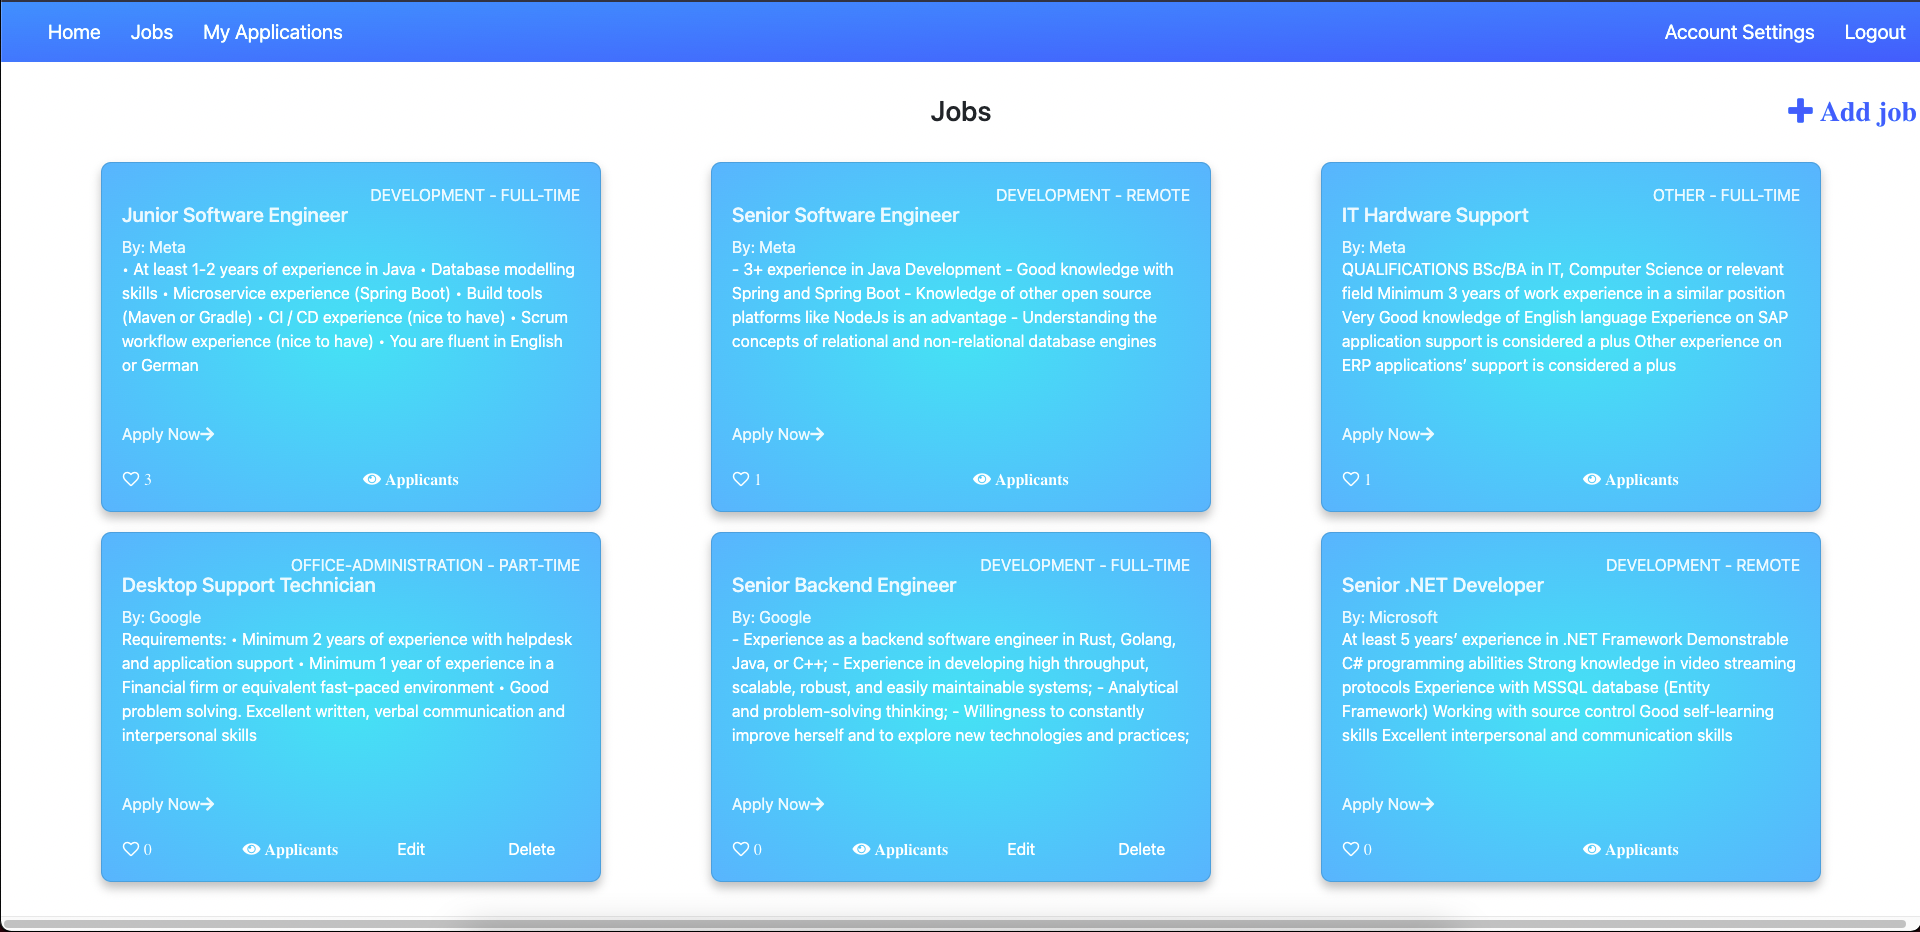 Home Jobs My Applications Account Settings Logout
Jobs
Add job
DEVELOPMENT - FULL-TIME
Junior Software Engineer
By: Meta
• At least 1-2 years of experience in Java • Database modelling
skills • Microservice experience (Spring Boot) • Build tools
(Maven or Gradle) • CI / CD experience (nice to have) • Scrum
workflow experience (nice to have) • You are fluent in English
or German
Apply Now
3 Applicants
DEVELOPMENT - REMOTE
Senior Software Engineer
By: Meta
- 3+ experience in Java Development - Good knowledge with
Spring and Spring Boot - Knowledge of other open source
platforms like NodeJs is an advantage - Understanding the
concepts of relational and non-relational database engines
Apply Now
1 Applicants
OTHER - FULL-TIME
IT Hardware Support
By: Meta
QUALIFICATIONS BSc/BA in IT, Computer Science or relevant
field Minimum 3 years of work experience in a similar position
Very Good knowledge of English language Experience on SAP
application support is considered a plus Other experience on
ERP applications’ support is considered a plus
Apply Now
1 Applicants
OFFICE-ADMINISTRATION - PART-TIME
Desktop Support Technician
By: Google
Requirements: • Minimum 2 years of experience with helpdesk
and application support • Minimum 1 year of experience in a
Financial firm or equivalent fast-paced environment • Good
problem solving. Excellent written, verbal communication and
interpersonal skills
Apply Now
0 Applicants Edit Delete
DEVELOPMENT - FULL-TIME
Senior Backend Engineer
By: Google
- Experience as a backend software engineer in Rust, Golang,
Java, or C++; - Experience in developing high throughput,
scalable, robust, and easily maintainable systems; - Analytical
and problem-solving thinking; - Willingness to constantly
improve herself and to explore new technologies and practices;
Apply Now
0 Applicants Edit Delete
DEVELOPMENT - REMOTE
Senior .NET Developer
By: Microsoft
At least 5 years’ experience in .NET Framework Demonstrable
C# programming abilities Strong knowledge in video streaming
protocols Experience with MSSQL database (Entity
Framework) Working with source control Good self-learning
skills Excellent interpersonal and communication skills
Apply Now
0 Applicants